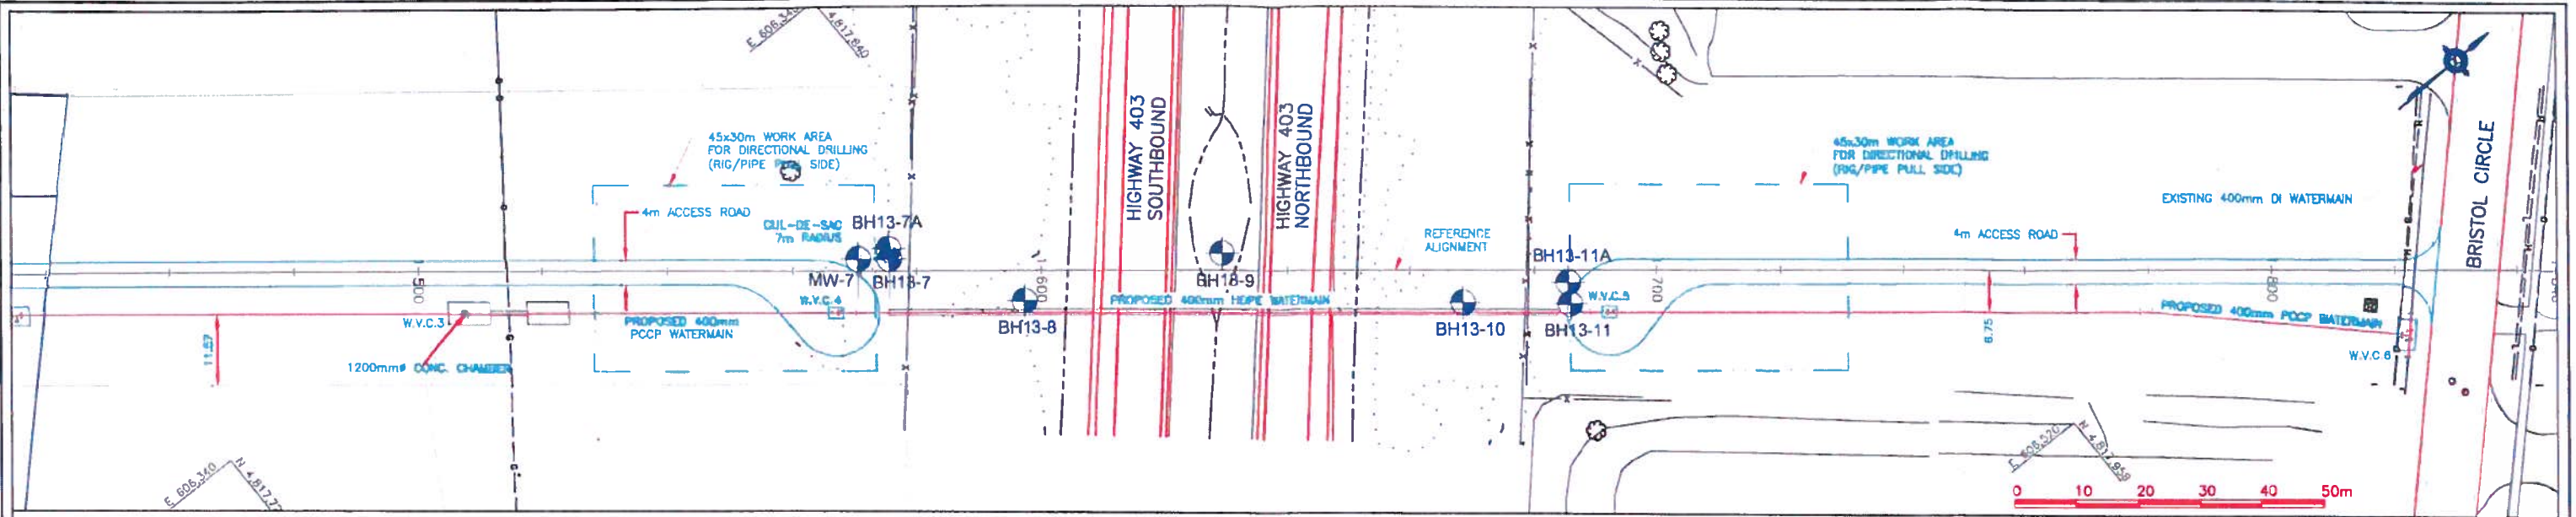 E 606,340
4,817,840
45x30m WORK AREA
FOR DIRECTIONAL DRILLING
(RIG/PIPE SIDE)
4m ACCESS ROAD
CUL-DE-SAC
7m RADIUS
BH13-7A
MW-7
BH13-7
W.V.C.4
500
W.V.C.3
PROPOSED 400mm
PCCP WATERMAIN
11.57
1200mmø CONC. CHAMBER
E 606,340
N 4,817,7
HIGHWAY 403
SOUTHBOUND
HIGHWAY 403
NORTHBOUND
BH13-8
600
BH18-9
PROPOSED 400mm HDPE WATERMAIN
REFERENCE
ALIGNMENT
BH13-10
BH13-11A
BH13-11
W.V.C.5
700
45x30m WORK AREA
FOR DIRECTIONAL DRILLING
(RIG/PIPE PULL SIDE)
EXISTING 400mm DI WATERMAIN
4m ACCESS ROAD
800
6.75
PROPOSED 400mm PCCP WATERMAIN
W.V.C.6
BRISTOL CIRCLE
E 606,520
N 4,817,959
0 10 20 30 40 50m